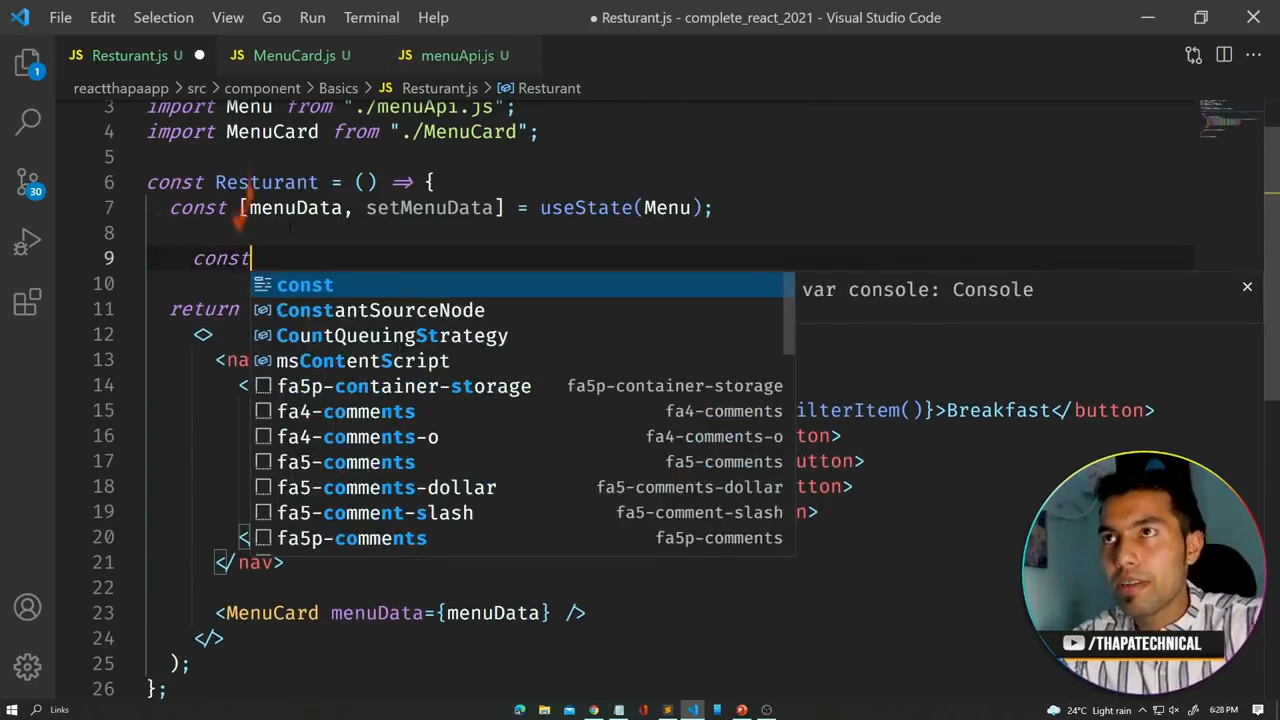 File Edit Selection View Go Run Terminal Help
● Resturant.js - complete_react_2021 - Visual Studio Code
Resturant.js U ●
MenuCard.js U
menuApi.js U
reactthapaapp > src > component > Basics > Resturant.js > Resturant
1
30
3 import Menu from "./menuApi.js";
4 import MenuCard from "./MenuCard";
5
6 const Resturant = () => {
7 const [menuData, setMenuData] = useState(Menu);
8
9 const
10
11 return
12 <>
13 <na
14 <
15 ilterItem()}>Breakfast</button>
16 ton>
17 utton>
18 utton>
19 n>
20 <
21 </nav>
22
23 <MenuCard menuData={menuData} />
24 </>
25 );
26 };
const
ConstantSourceNode
CountQueuingStrategy
msContentScript
fa5p-container-storage fa5p-container-storage
fa4-comments fa4-comments
fa4-comments-o fa4-comments-o
fa5-comments fa5-comments
fa5-comments-dollar fa5-comments-dollar
fa5-comment-slash fa5-comment-slash
fa5p-comments fa5p-comments
var console: Console
/THAPATECHNICAL
Links
24°C Light rain
6:28 PM